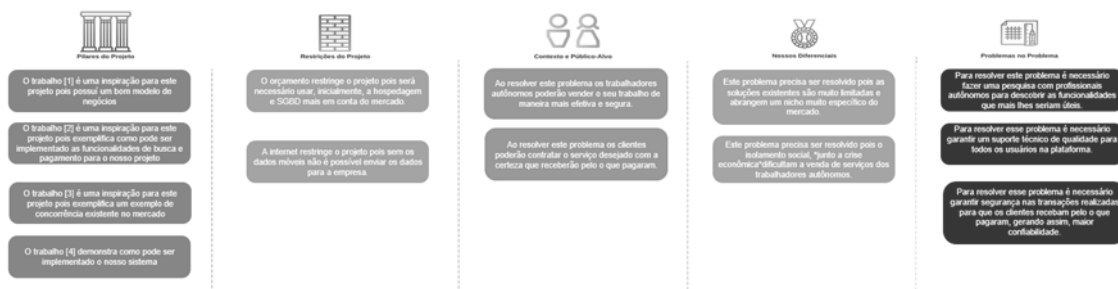 Pilares do Projeto
O trabalho [1] é uma inspiração para este
projeto pois possuí um bom modelo de
negócios
O trabalho [2] é uma inspiração para este
projeto pois exemplifica como pode ser
implementado as funcionalidades de busca e
pagamento para o nosso projeto
O trabalho [3] é uma inspiração para este
projeto pois exemplifica um exemplo de
concorrência existente no mercado
O trabalho [4] demonstra como pode ser
implementado o nosso sistema
Restrições do Projeto
O orçamento restringe o projeto pois será
necessário usar, inicialmente, a hospedagem
e SGBD mais em conta do mercado.
A internet restringe o projeto pois sem os
dados móveis não é possível enviar os dados
para a empresa.
Contexto e Público-Alvo
Ao resolver este problema os trabalhadores
autônomos poderão vender o seu trabalho de
maneira mais efetiva e segura.
Ao resolver este problema os clientes
poderão contratar o serviço desejado com a
certeza que receberão pelo o que pagaram.
Nossos Diferenciais
Este problema precisa ser resolvido pois as
soluções existentes são muito limitadas e
abrangem um nicho muito específico do
mercado.
Este problema precisa ser resolvido pois o
isolamento social, "junto a crise
econômica"dificultam a venda de serviços dos
trabalhadores autônomos.
Problemas no Problema
Para resolver este problema é necessário
fazer uma pesquisa com profissionais
autônomos para descobrir as funcionalidades
que mais lhes seriam úteis.
Para resolver esse problema é necessário
garantir um suporte técnico de qualidade para
todos os usuários na plataforma.
Para resolver esse problema é necessário
garantir segurança nas transações realizadas
para que os clientes recebam pelo o que
pagaram, gerando assim, maior
confiabilidade.